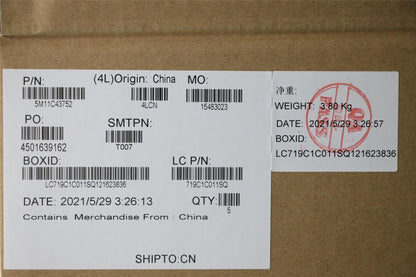 P/N:
(4L)Origin: China
MO:
5M11C43752
4LCN
15483023
PO:
SMTPN:
4501639162
T007
BOXID:
LC P/N:
LC719C1C011SQ121623836
719C1C011SQ
DATE: 2021/5/29 3:26:13
QTY:
5
Contains Merchandise From : China
SHIPTO:CN
净重:
WEIGHT: 3.80 Kg
DATE: 2021/5/29 3:26:57
BOXID:
LC719C1C011SQ121623836
QA
PASS